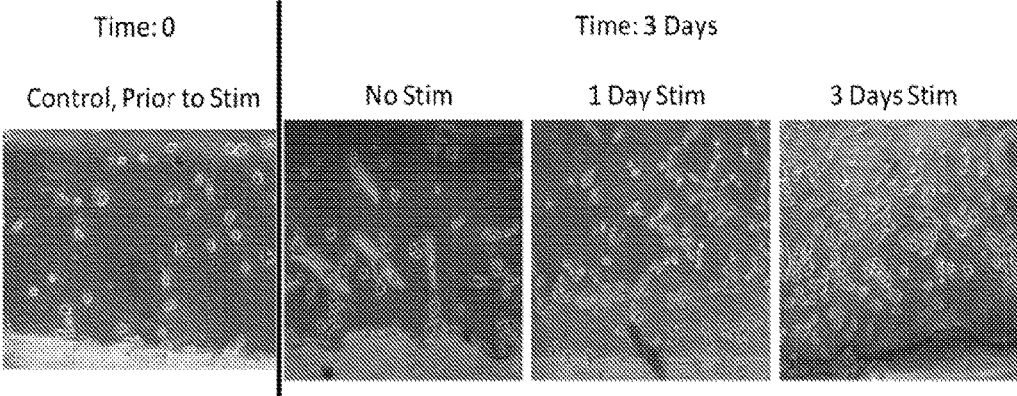 Time: 0
Time: 3 Days
Control, Prior to Stim
No Stim
1 Day Stim
3 Days Stim